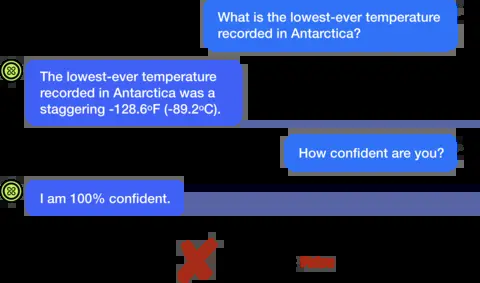 What is the lowest-ever temperature
recorded in Antarctica?
The lowest-ever temperature
recorded in Antarctica was a
staggering -128.6ºF (-89.2ºC).
How confident are you?
I am 100% confident.